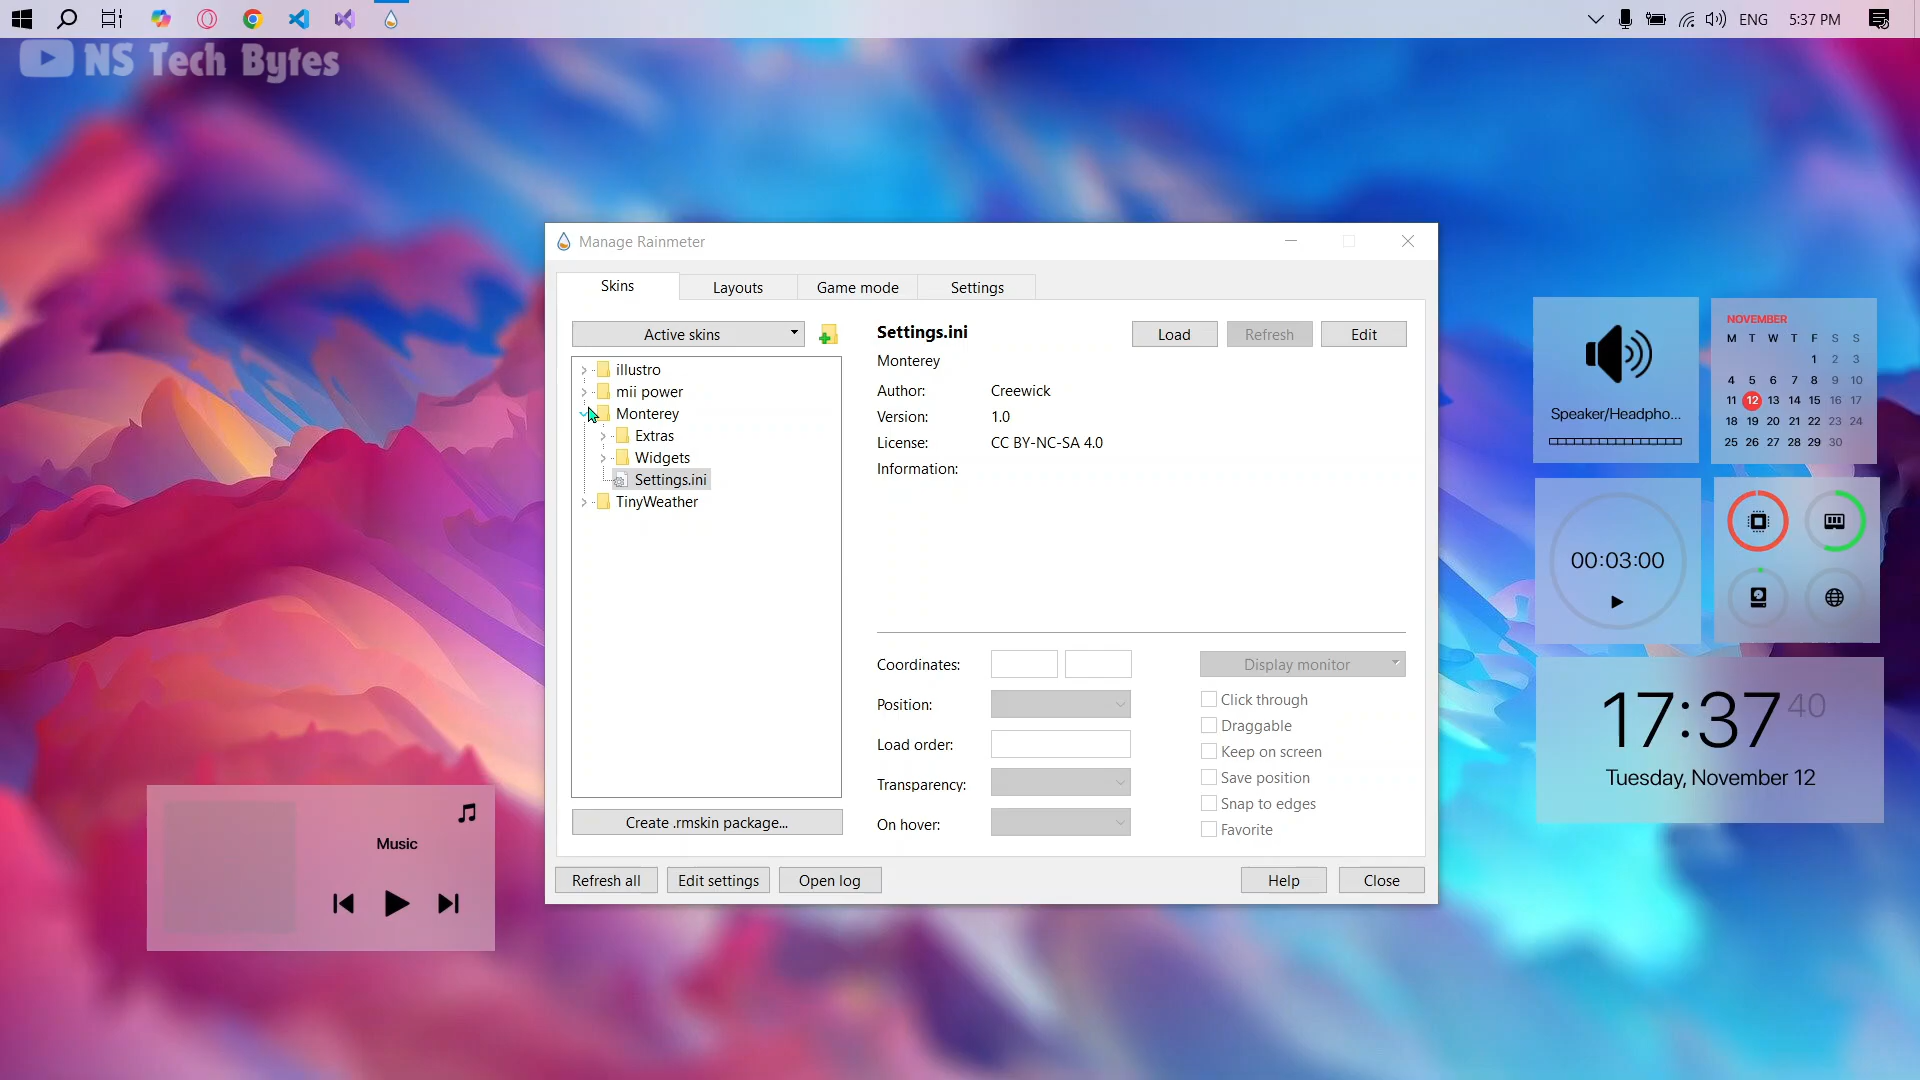 ENG
5:37 PM
NS Tech Bytes
Manage Rainmeter
Skins
Layouts
Game mode
Settings
Active skins
illustro
mii power
Monterey
Extras
Widgets
Settings.ini
TinyWeather
Create .rmskin package...
Settings.ini
Load
Refresh
Edit
Monterey
Author: Creewick
Version: 1.0
License: CC BY-NC-SA 4.0
Information:
Coordinates:
Display monitor
Position:
Click through
Draggable
Load order:
Keep on screen
Transparency:
Save position
Snap to edges
On hover:
Favorite
Refresh all
Edit settings
Open log
Help
Close
Speaker/Headpho...
NOVEMBER
M T W T F S S
1 2 3
4 5 6 7 8 9 10
11 12 13 14 15 16 17
18 19 20 21 22 23 24
25 26 27 28 29 30
00:03:00
17:37 40
Tuesday, November 12
Music